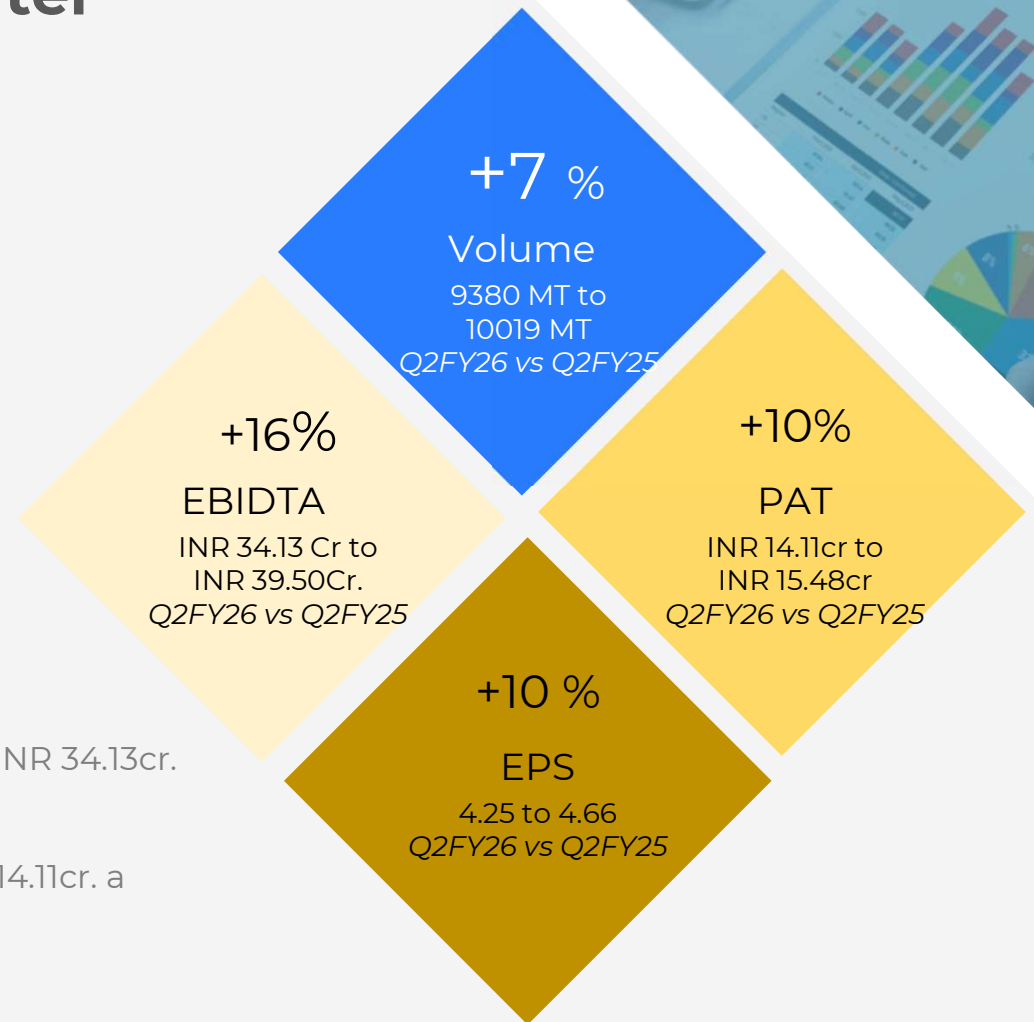 +7 %
Volume
9380 MT to
10019 MT
Q2FY26 vs Q2FY25
+16%
EBIDTA
INR 34.13 Cr to
INR 39.50Cr.
Q2FY26 vs Q2FY25
+10%
PAT
INR 14.11cr to
INR 15.48cr
Q2FY26 vs Q2FY25
+10 %
EPS
4.25 to 4.66
Q2FY26 vs Q2FY25
NR 34.13cr.
14.11cr. a